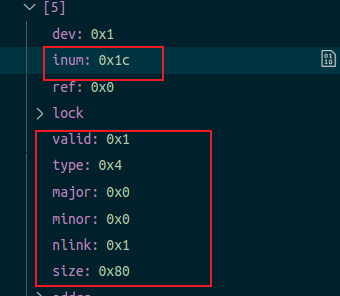 [5]
dev: 0x1
inum: 0x1c
ref: 0x0
lock
valid: 0x1
type: 0x4
major: 0x0
minor: 0x0
nlink: 0x1
size: 0x80